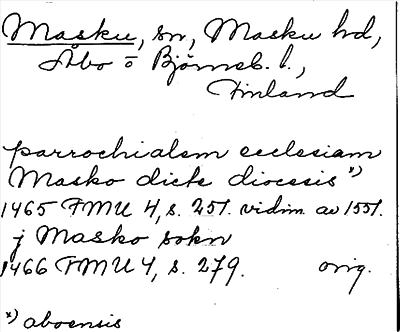 Masku, sn, Masku hd,
Åbo o Björneb. l.,
Finland
parrochialem ecclesiam
Masko dicte diocesis x)
1465 FMU 4, s. 251. vidim. av 1551.
j Masko sokn
1466 FMU 4, s. 279. orig.
x) aboensis